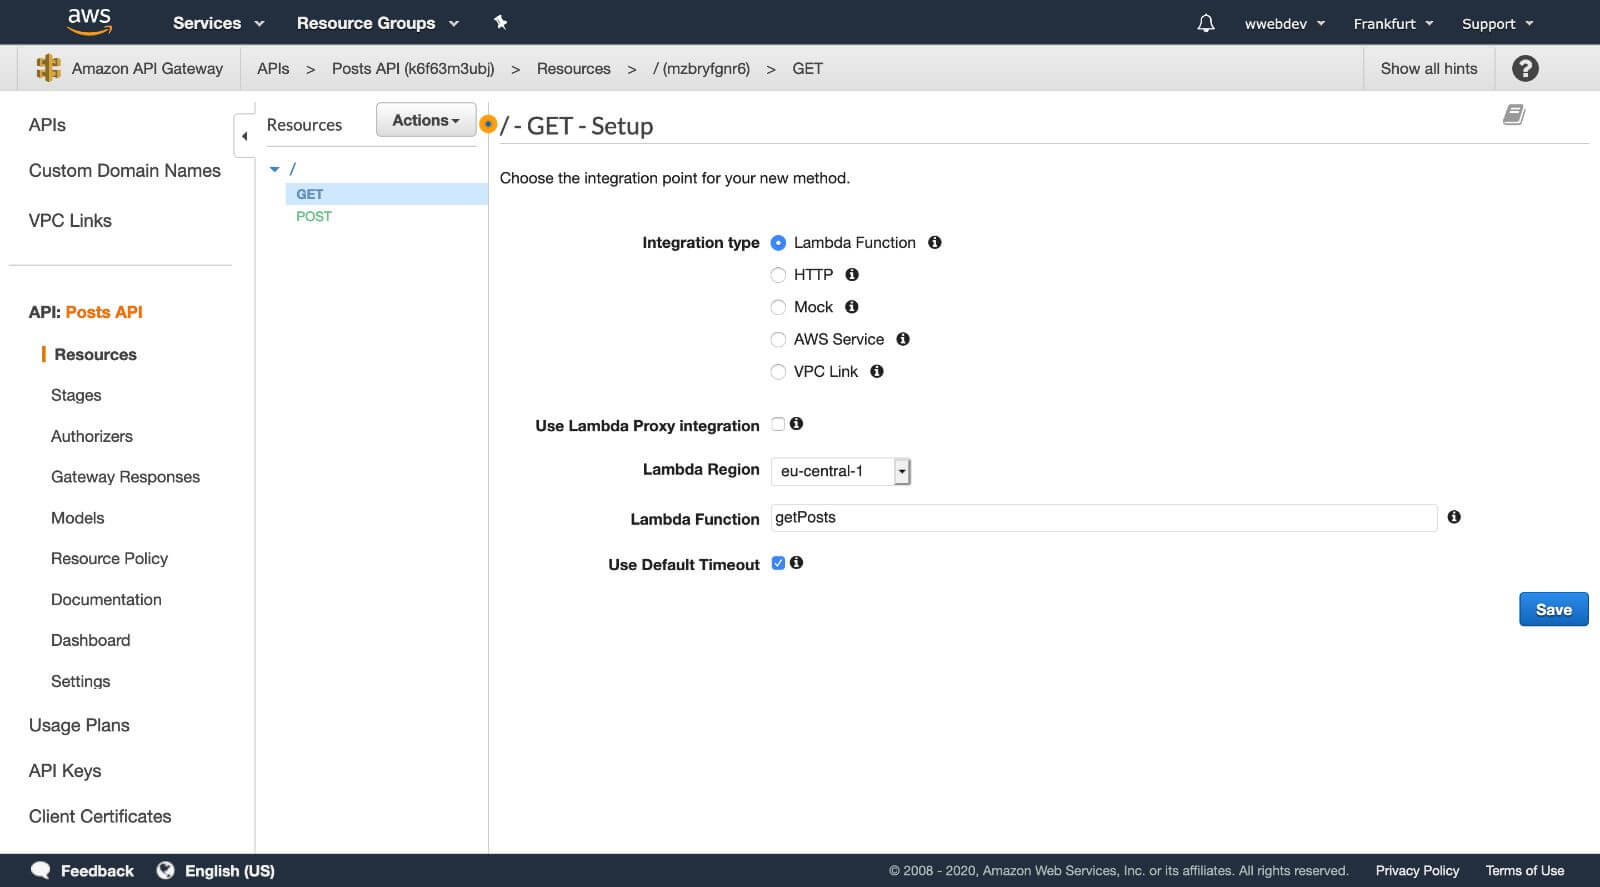 aws Services Resource Groups wwebdev Frankfurt Support
Amazon API Gateway APIs > Posts API (k6f63m3ubj) > Resources > / (mzbryfgnr6) > GET Show all hints ?
APIs
Custom Domain Names
VPC Links
API: Posts API
Resources
Stages
Authorizers
Gateway Responses
Models
Resource Policy
Documentation
Dashboard
Settings
Usage Plans
API Keys
Client Certificates
Resources Actions
/
GET
POST
/ - GET - Setup
Choose the integration point for your new method.
Integration type Lambda Function
HTTP
Mock
AWS Service
VPC Link
Use Lambda Proxy integration
Lambda Region eu-central-1
Lambda Function getPosts
Use Default Timeout
Save
Feedback English (US) © 2008 - 2020, Amazon Web Services, Inc. or its affiliates. All rights reserved. Privacy Policy Terms of Use